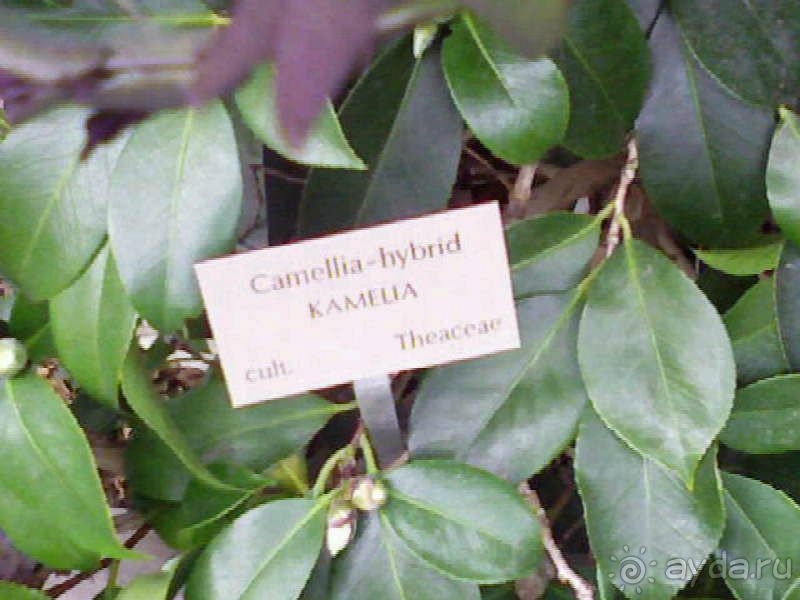 Camellia-hybrid
KAMELIA
cult. Theaceae
ayda.ru